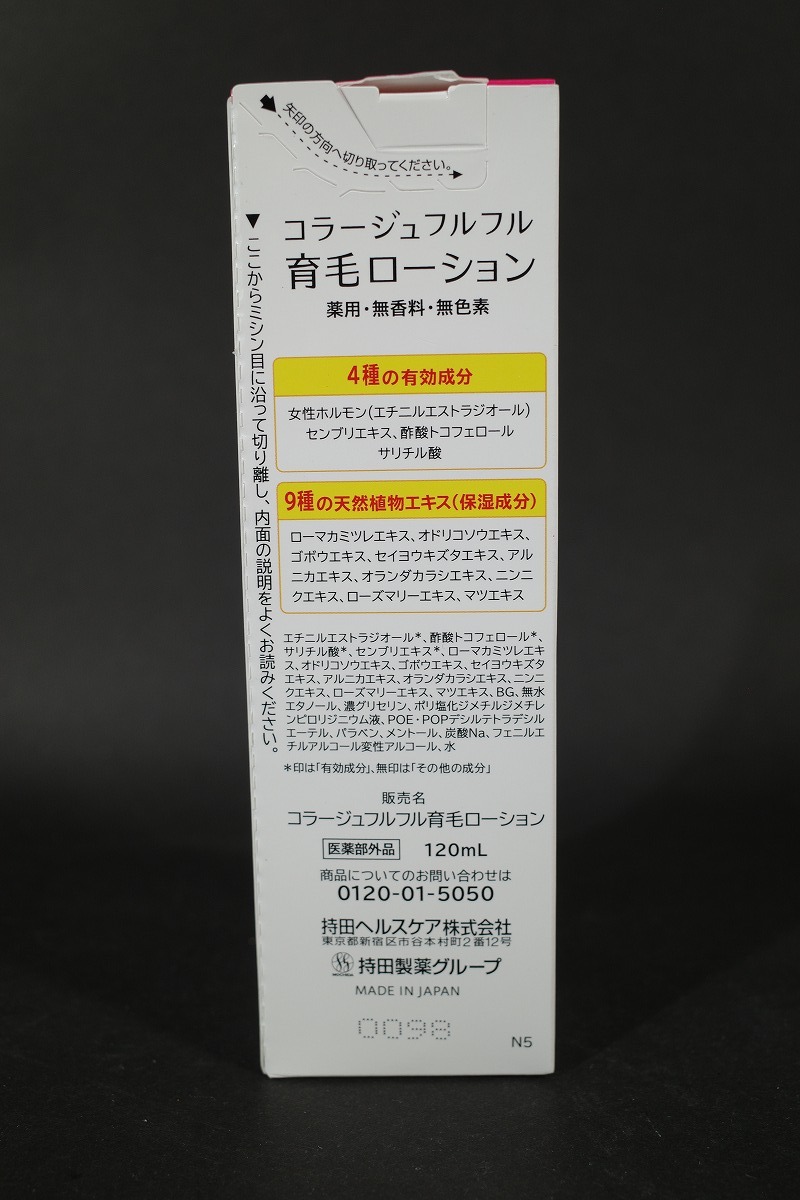 矢印の方向へ切り取ってください。
▼ここからミシン目に沿って切り離し、内面の説明をよくお読みください。
コラージュフルフル
育毛ローション
薬用・無香料・無色素
4種の有効成分
女性ホルモン(エチニルエストラジオール)
センブリエキス、酢酸トコフェロール
サリチル酸
9種の天然植物エキス(保湿成分)
ローマカミツレエキス、オドリコソウエキス、
ゴボウエキス、セイヨウキズタエキス、アル
ニカエキス、オランダカラシエキス、ニンニ
クエキス、ローズマリーエキス、マツエキス
エチニルエストラジオール*、酢酸トコフェロール*、
サリチル酸*、センブリエキス*、ローマカミツレエキ
ス、オドリコソウエキス、ゴボウエキス、セイヨウキズタ
エキス、アルニカエキス、オランダカラシエキス、ニンニ
クエキス、ローズマリーエキス、マツエキス、BG、無水
エタノール、濃グリセリン、ポリ塩化ジメチルジメチレ
ンピロリジニウム液、POE・POPデシルテトラデシル
エーテル、パラベン、メントール、炭酸Na、フェニルエ
チルアルコール変性アルコール、水
*印は「有効成分」、無印は「その他の成分」
販売名
コラージュフルフル育毛ローション
医薬部外品 120mL
商品についてのお問い合わせは
0120-01-5050
持田ヘルスケア株式会社
東京都新宿区市谷本村町2番12号
持田製薬グループ
MADE IN JAPAN
0098
N5